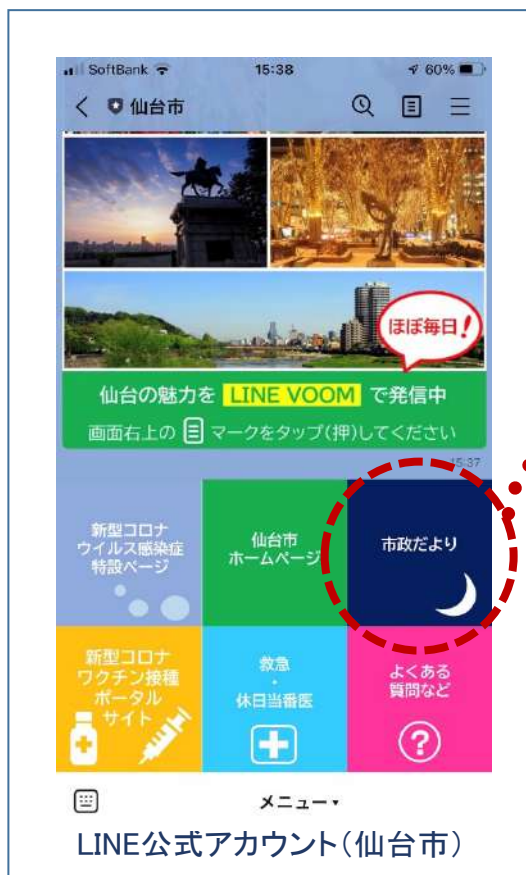 SoftBank 15:38 60%
仙台市
ほぼ毎日!
仙台の魅力を LINE VOOM で発信中
画面右上の マークをタップ(押)してください
15:37
新型コロナ
ウイルス感染症
特設ページ
仙台市
ホームページ
市政だより
新型コロナ
ワクチン接種
ポータル
サイト
救急
・
休日当番医
よくある
質問など
?
メニュー▾
LINE公式アカウント(仙台市)